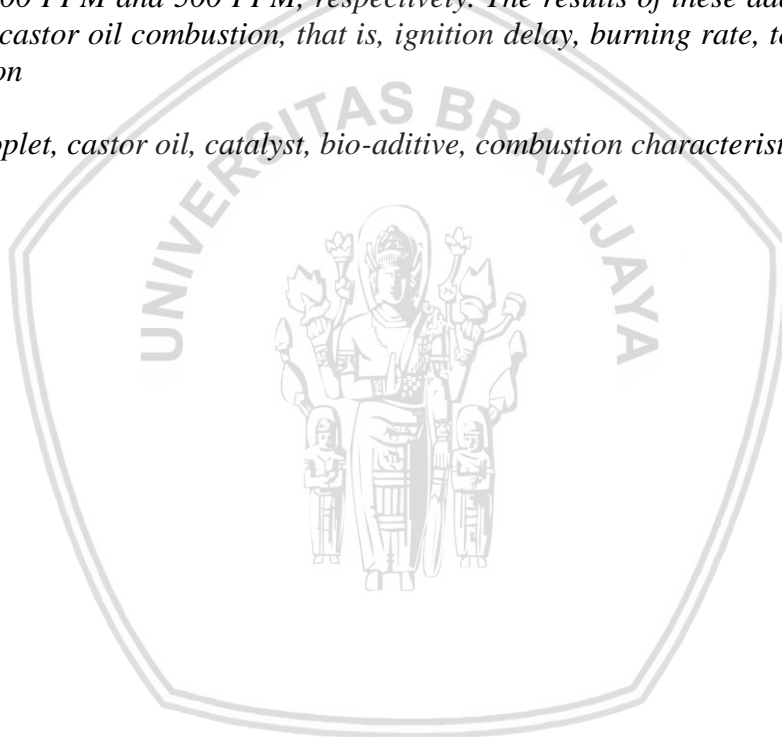 00 PPM and 300 PPM, respectively. The results of these ad
castor oil combustion, that is, ignition delay, burning rate, t
on
plet, castor oil, catalyst, bio-aditive, combustion characterist
UNIVERSITAS BRAWIJAYA